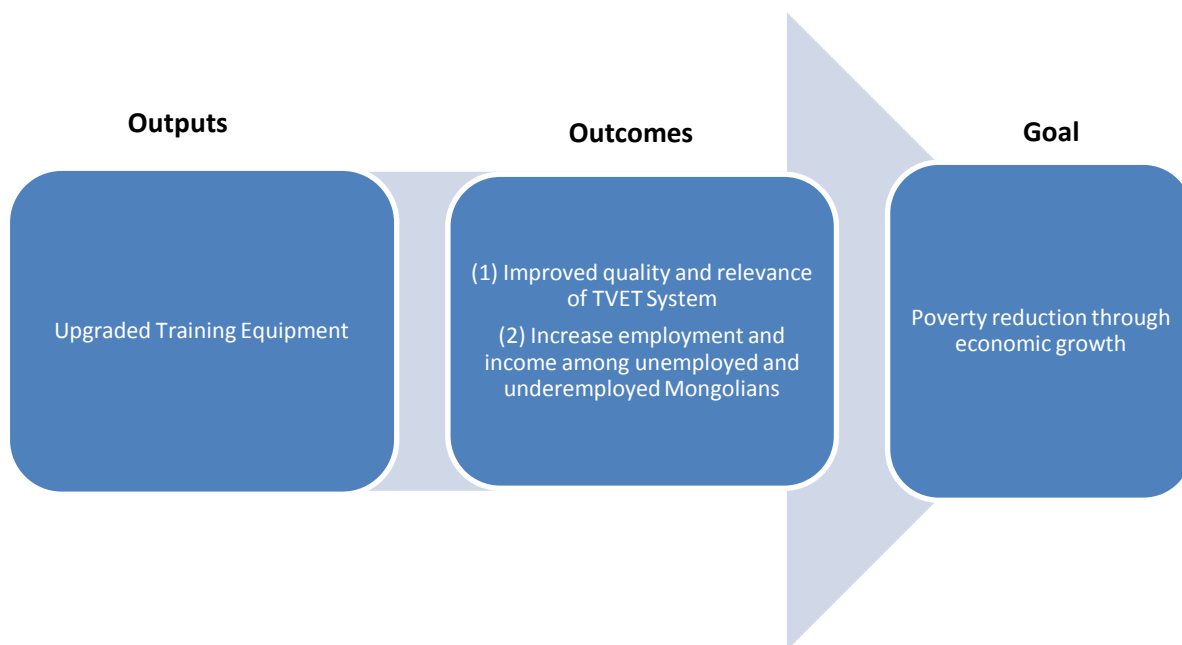 Outputs
Upgraded Training Equipment
Outcomes
(1) Improved quality and relevance
of TVET System
(2) Increase employment and
income among unemployed and
underemployed Mongolians
Goal
Poverty reduction through
economic growth